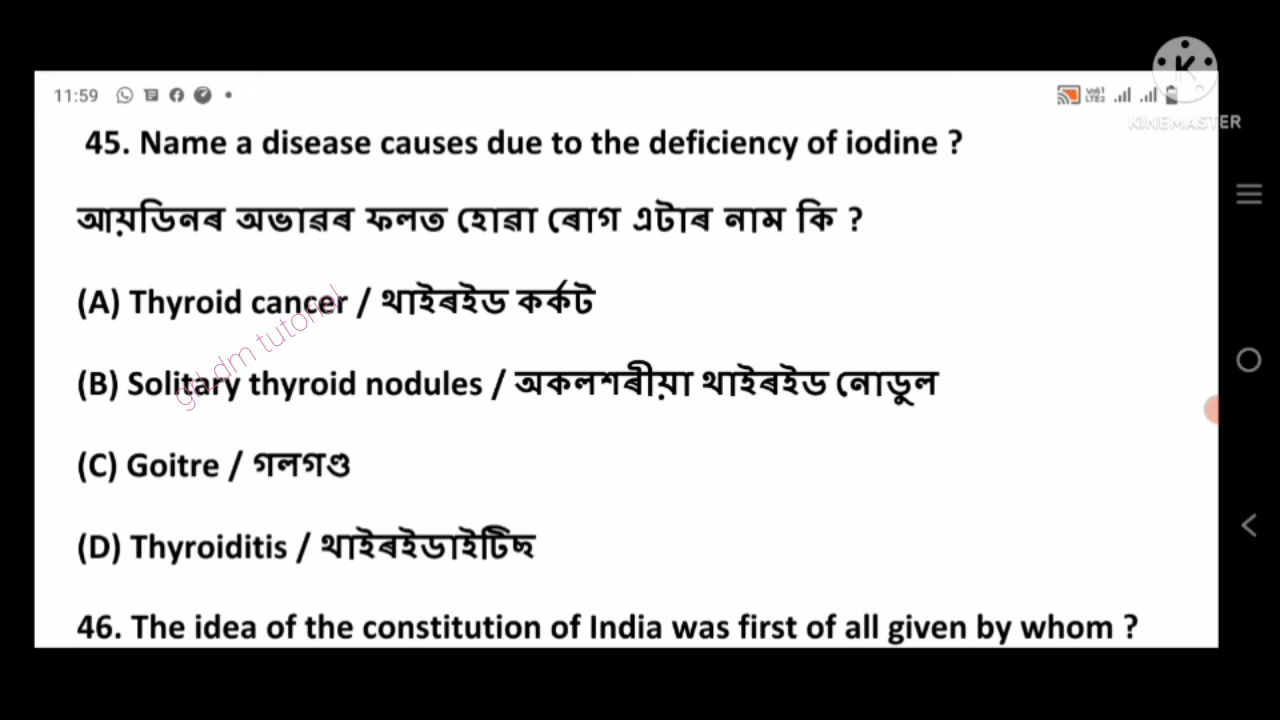 11:59
KINEMASTER
45. Name a disease causes due to the deficiency of iodine ?
আয়ডিনৰ অভাৱৰ ফলত হোৱা ৰোগ এটাৰ নাম কি ?
(A) Thyroid cancer / থাইৰইড কৰ্কট
(B) Solitary thyroid nodules / অকলশৰীয়া থাইৰইড নোডুল
(C) Goitre / গলগণ্ড
(D) Thyroiditis / থাইৰইডাইটিছ
46. The idea of the constitution of India was first of all given by whom ?
dm tutorial